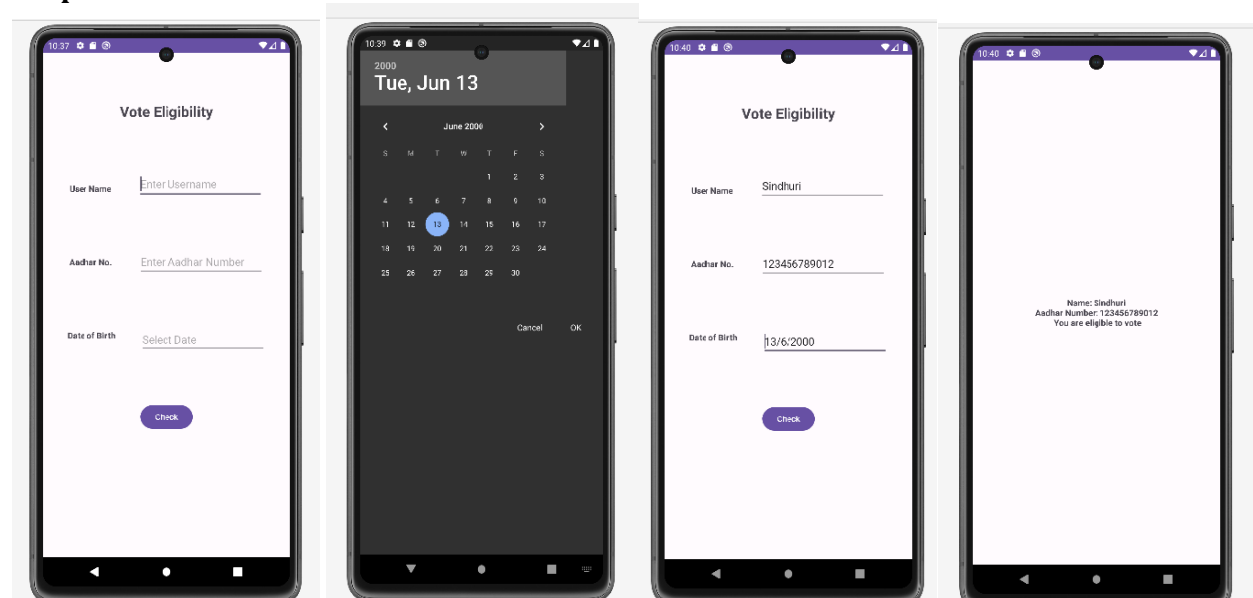 10:37
Vote Eligibility
User Name
Enter Username
Aadhar No.
Enter Aadhar Number
Date of Birth
Select Date
Check
10:39
2000
Tue, Jun 13
June 2000
S M T W T F S
1 2 3
4 5 6 7 8 9 10
11 12 13 14 15 16 17
18 19 20 21 22 23 24
25 26 27 28 29 30
Cancel OK
10:40
Vote Eligibility
User Name
Sindhuri
Aadhar No.
123456789012
Date of Birth
13/6/2000
Check
10:40
Name: Sindhuri
Aadhar Number: 123456789012
You are eligible to vote